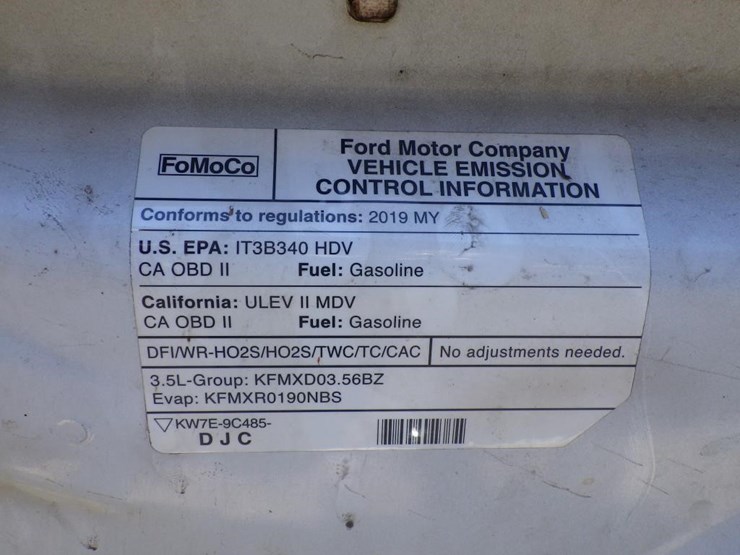 FoMoCo
Ford Motor Company
VEHICLE EMISSION
CONTROL INFORMATION
Conforms to regulations: 2019 MY
U.S. EPA: IT3B340 HDV
CA OBD II Fuel: Gasoline
California: ULEV II MDV
CA OBD II Fuel: Gasoline
DFI/WR-HO2S/HO2S/TWC/TC/CAC No adjustments needed.
3.5L-Group: KFMXD03.56BZ
Evap: KFMXR0190NBS
KW7E-9C485-
DJC